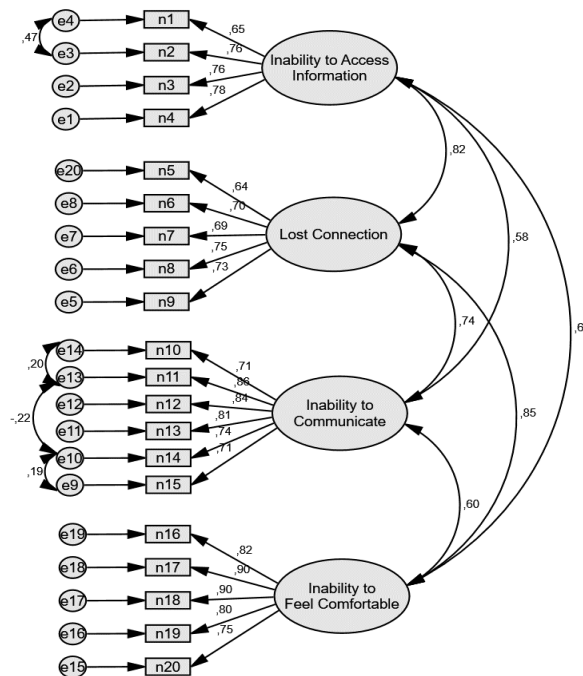 e4 n1 ,65
,47 e3 n2 ,76
e2 n3 ,76
e1 n4 ,78
Inability to Access
Information
,82
e20 n5 ,64
e8 n6 ,70
e7 n7 ,69
e6 n8 ,75
e5 n9 ,73
Lost Connection
,58
,74
e14 n10 ,71
,20 e13 n11
e12 n12 ,84
-,22 e11 n13 ,81
e10 n14 ,74
,19 e9 n15 ,71
Inability to
Communicate
,85
,60
e19 n16 ,82
e18 n17 ,90
e17 n18 ,90
e16 n19 ,80
e15 n20 ,75
Inability to
Feel Comfortable